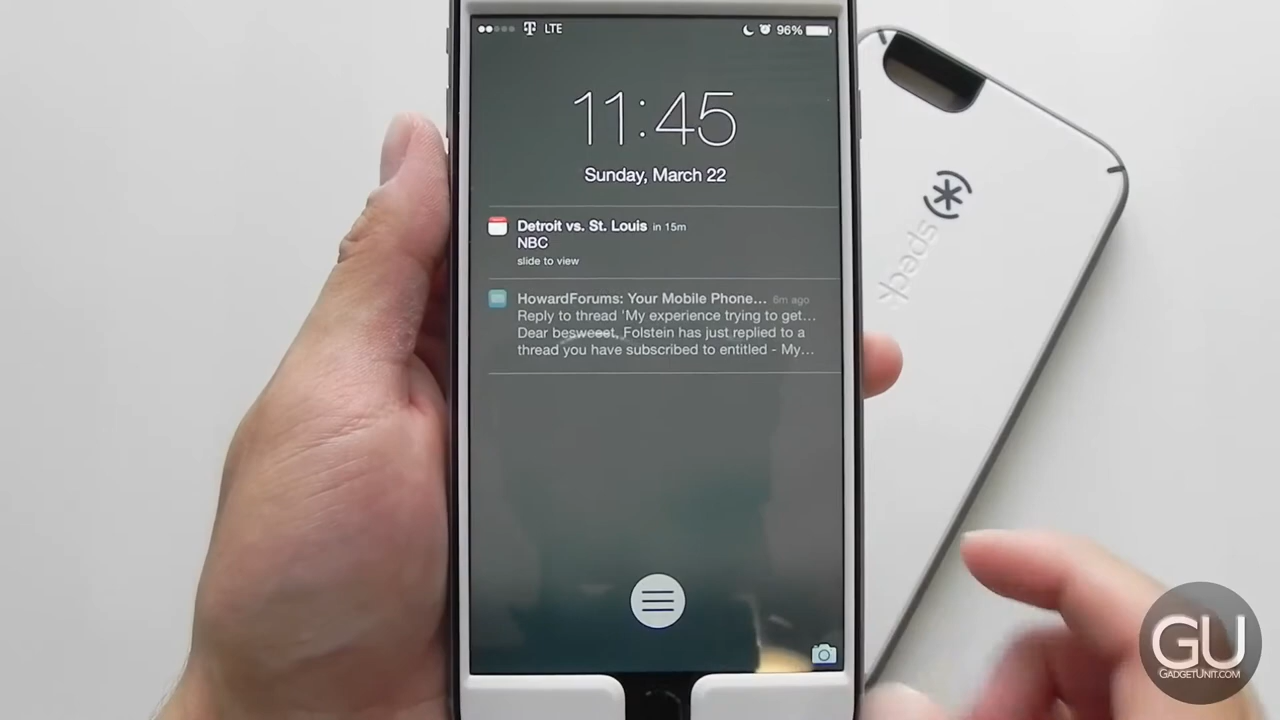 LTE
96%
11:45
Sunday, March 22
Detroit vs. St. Louis in 15m
NBC
slide to view
HowardForums: Your Mobile Phone... 6m ago
Reply to thread 'My experience trying to get...
Dear besweeet, Folstein has just replied to a
thread you have subscribed to entitled - My...
speck
GU
GADGETUNIT.COM